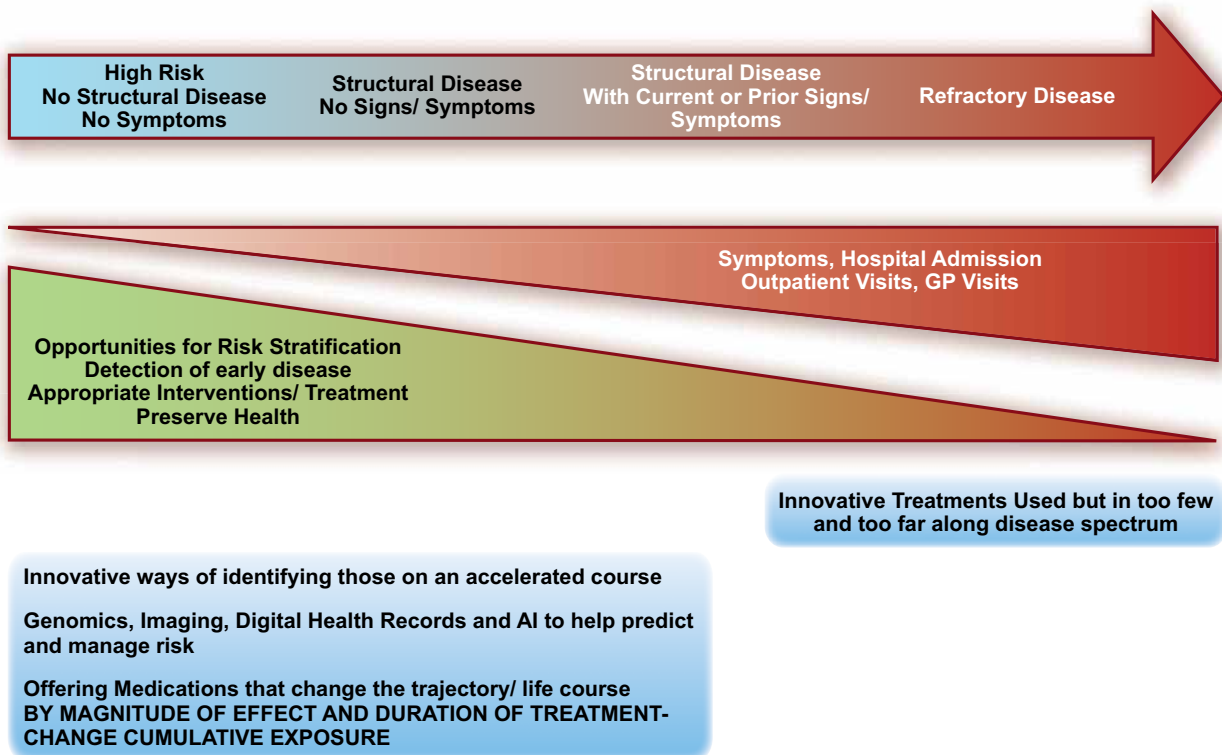 High Risk
No Structural Disease
No Symptoms
Structural Disease
No Signs/ Symptoms
Structural Disease
With Current or Prior Signs/
Symptoms
Refractory Disease
Symptoms, Hospital Admission
Outpatient Visits, GP Visits
Opportunities for Risk Stratification
Detection of early disease
Appropriate Interventions/ Treatment
Preserve Health
Innovative Treatments Used but in too few
and too far along disease spectrum
Innovative ways of identifying those on an accelerated course
Genomics, Imaging, Digital Health Records and AI to help predict
and manage risk
Offering Medications that change the trajectory/ life course
BY MAGNITUDE OF EFFECT AND DURATION OF TREATMENT-
CHANGE CUMULATIVE EXPOSURE